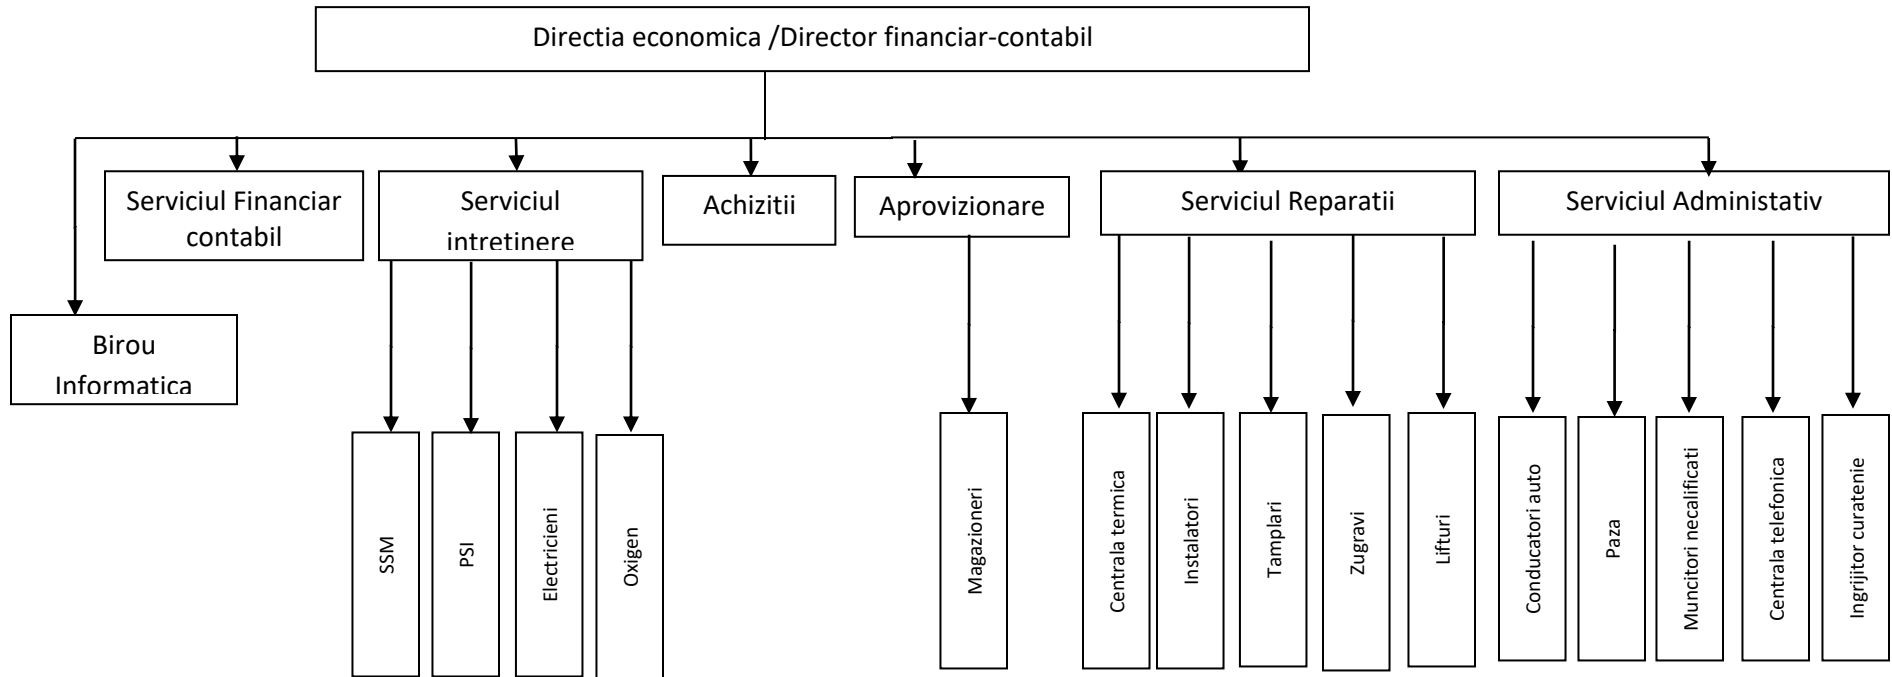 Directia economica /Director financiar-contabil
Serviciul Financiar
contabil
Serviciul
intretinere
Achizitii
Aprovizionare
Serviciul Reparatii
Serviciul Administativ
Birou
Informatica
SSM
PSI
Electricieni
Oxigen
Magazioneri
Centrala termica
Instalatori
Tamplari
Zugravi
Lifturi
Conducatori auto
Paza
Muncitori necalificati
Centrala telefonica
Ingrijitor curatenie